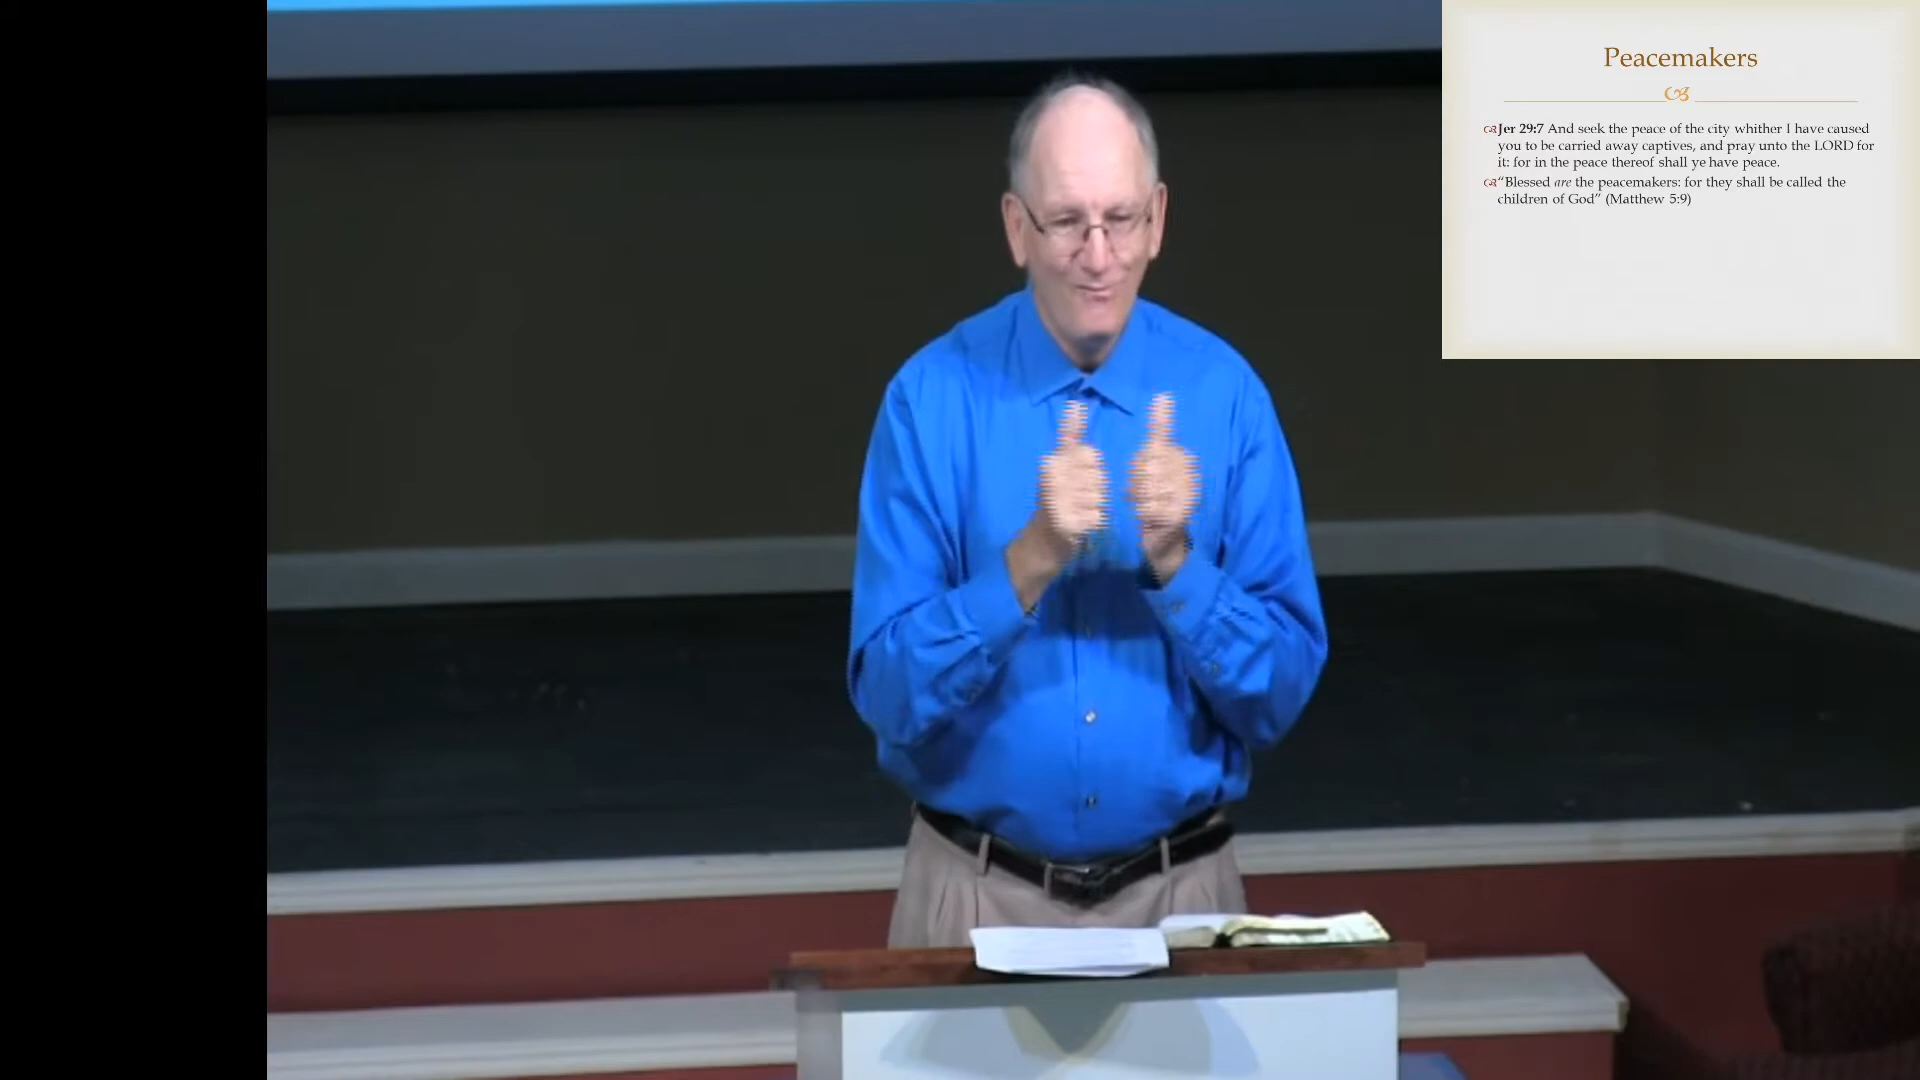 Peacemakers
Jer 29:7 And seek the peace of the city whither I have caused
you to be carried away captives, and pray unto the LORD for
it: for in the peace thereof shall ye have peace.
“Blessed are the peacemakers: for they shall be called the
children of God” (Matthew 5:9)